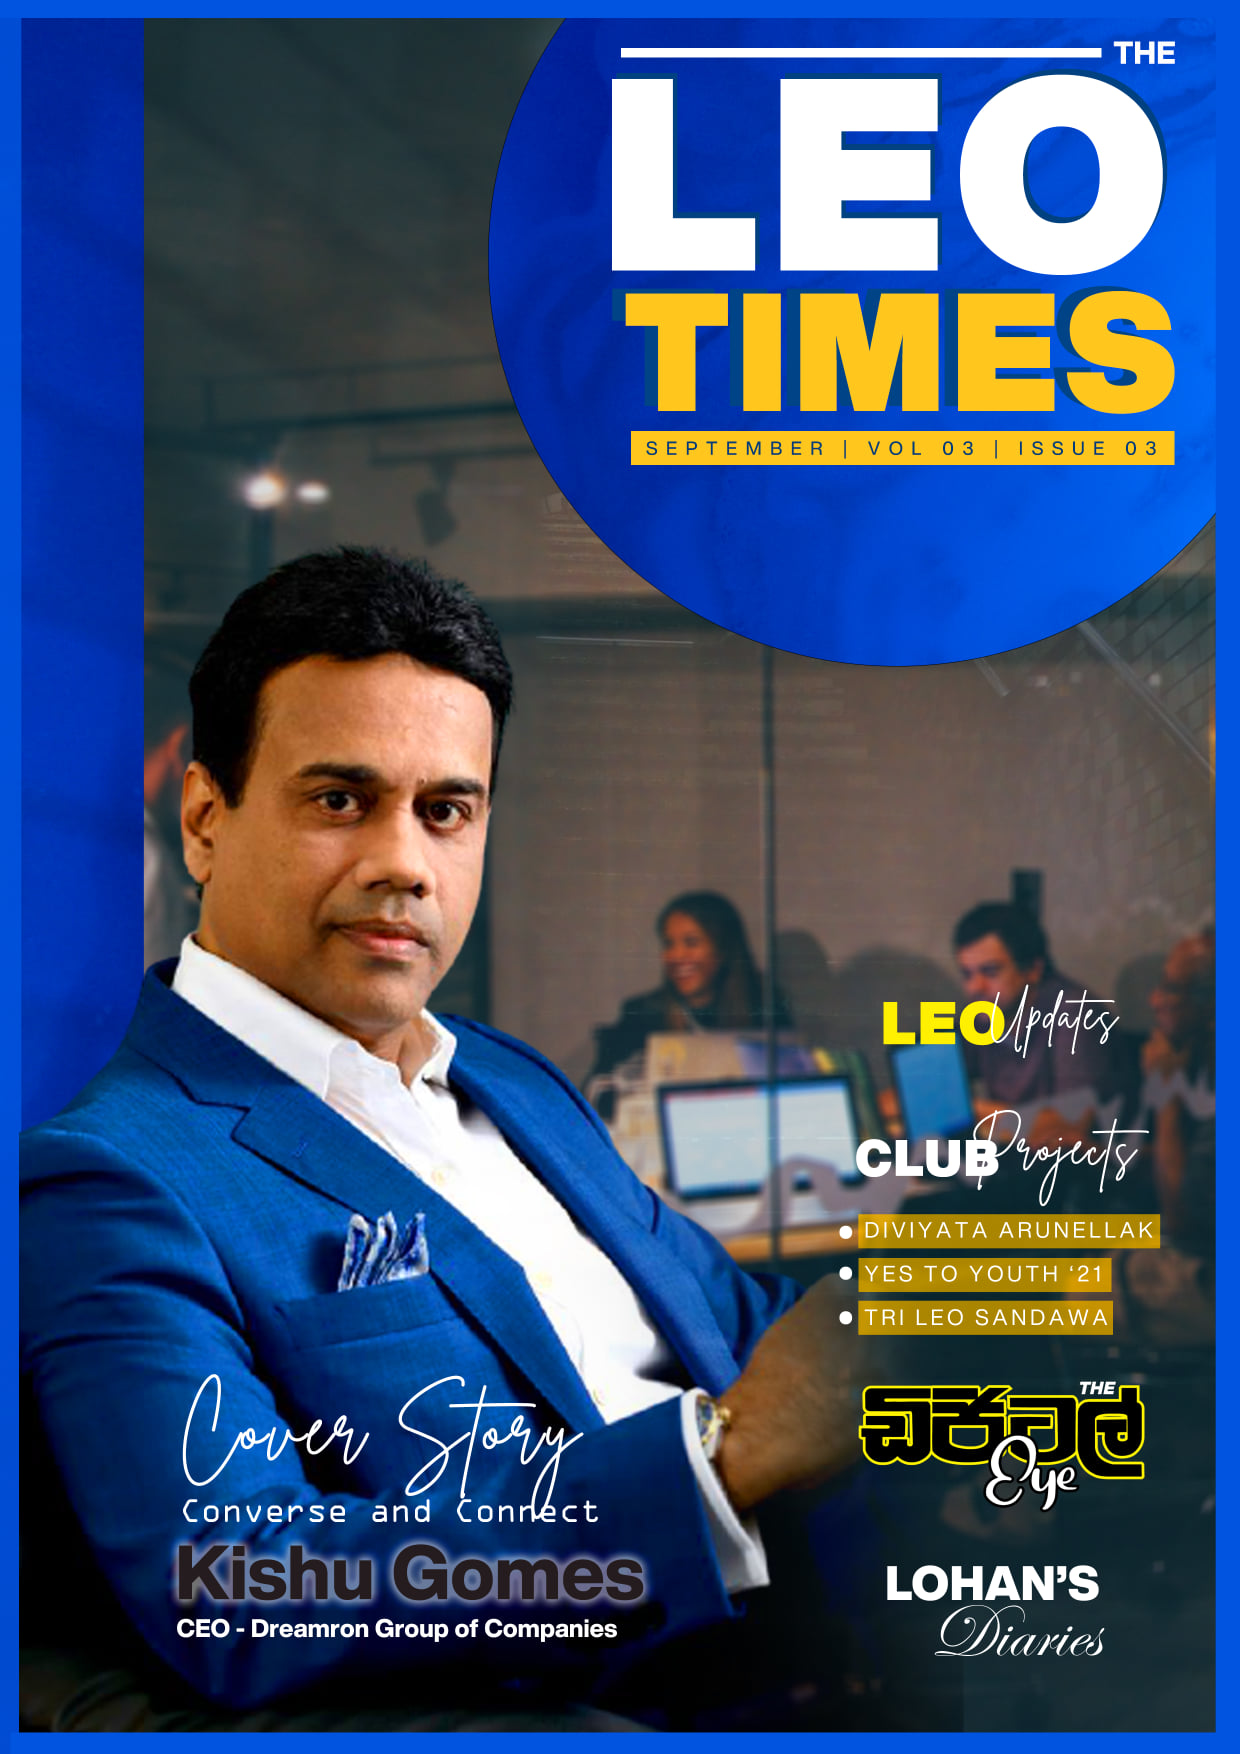 THE
LEO
TIMES
SEPTEMBER | VOL 03 | ISSUE 03
LEO Updates
CLUB Projects
DIVIYATA ARUNELLAK
YES TO YOUTH ‘21
TRI LEO SANDAWA
THE
ඩිජිටල්
Eye
LOHAN’S
Diaries
Cover Story
Converse and Connect
Kishu Gomes
CEO - Dreamron Group of Companies